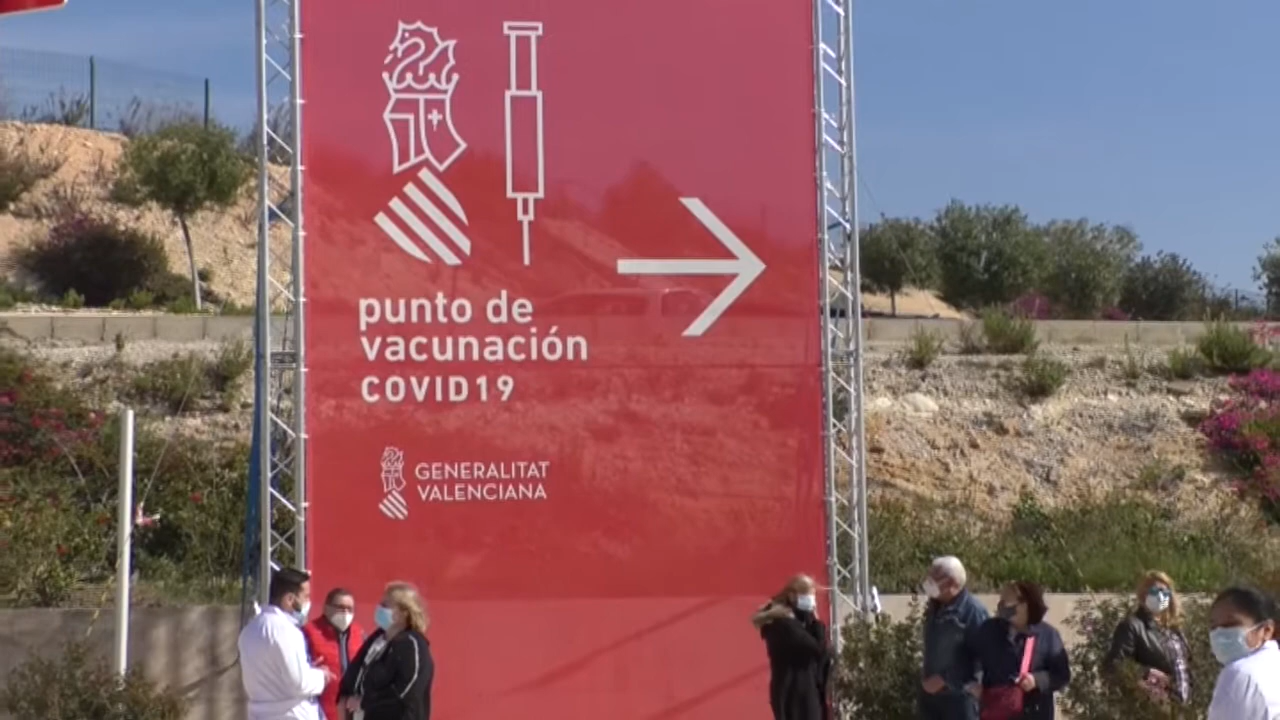 punto de
vacunación
COVID19
GENERALITAT
VALENCIANA